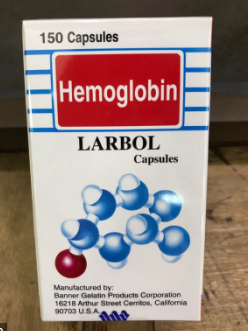 150 Capsules
Hemoglobin
LARBOL
Capsules
Manufactured by:
Banner Gelatin Products Corporation
16218 Arthur Street Cerritos, California
90703 U.S.A.